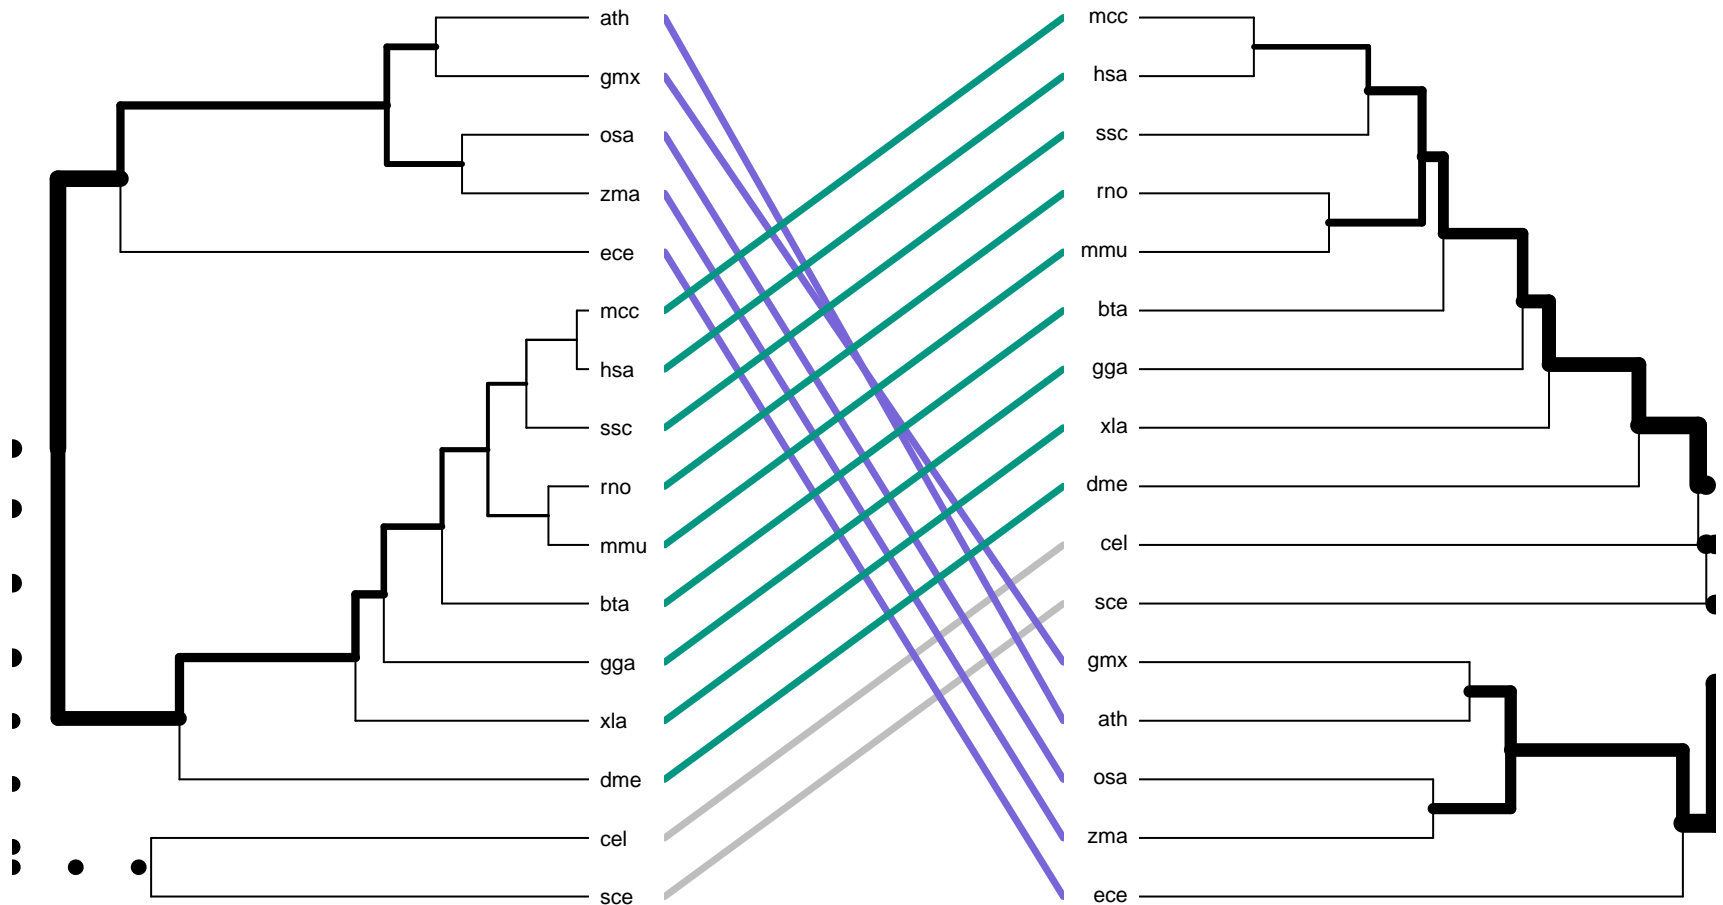 ath
gmx
osa
zma
ece
mcc
hsa
ssc
rno
mmu
bta
gga
xla
dme
cel
sce
mcc
hsa
ssc
rno
mmu
bta
gga
xla
dme
cel
sce
gmx
ath
osa
zma
ece